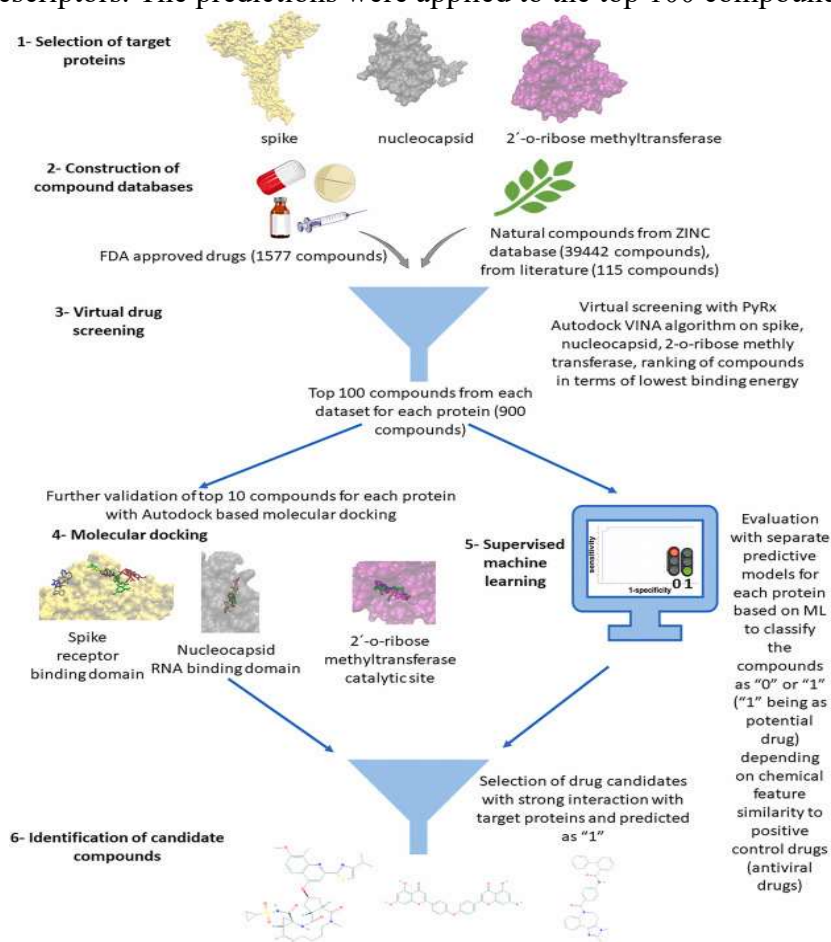 escriptors. The predictions were applied to the top 100 compound
1- Selection of target
proteins
spike
nucleocapsid
2´-o-ribose methyltransferase
2- Construction of
compound databases
FDA approved drugs (1577 compounds)
Natural compounds from ZINC
database (39442 compounds),
from literature (115 compounds)
3- Virtual drug
screening
Virtual screening with PyRx
Autodock VINA algorithm on spike,
nucleocapsid, 2-o-ribose methly
transferase, ranking of compounds
in terms of lowest binding energy
Top 100 compounds from each
dataset for each protein (900
compounds)
Further validation of top 10 compounds for each protein
with Autodock based molecular docking
4- Molecular docking
Spike
receptor
binding domain
Nucleocapsid
RNA binding domain
2´-o-ribose
methyltransferase
catalytic site
5- Supervised
machine
learning
sensitivity
0 1
1-specificity
Evaluation
with separate
predictive
models for
each protein
based on ML
to classify
the
compounds
as “0” or “1”
(“1” being as
potential
drug)
depending
on chemical
feature
similarity to
positive
control drugs
(antiviral
drugs)
Selection of drug candidates
with strong interaction with
target proteins and predicted
as “1”
6- Identification of candidate
compounds